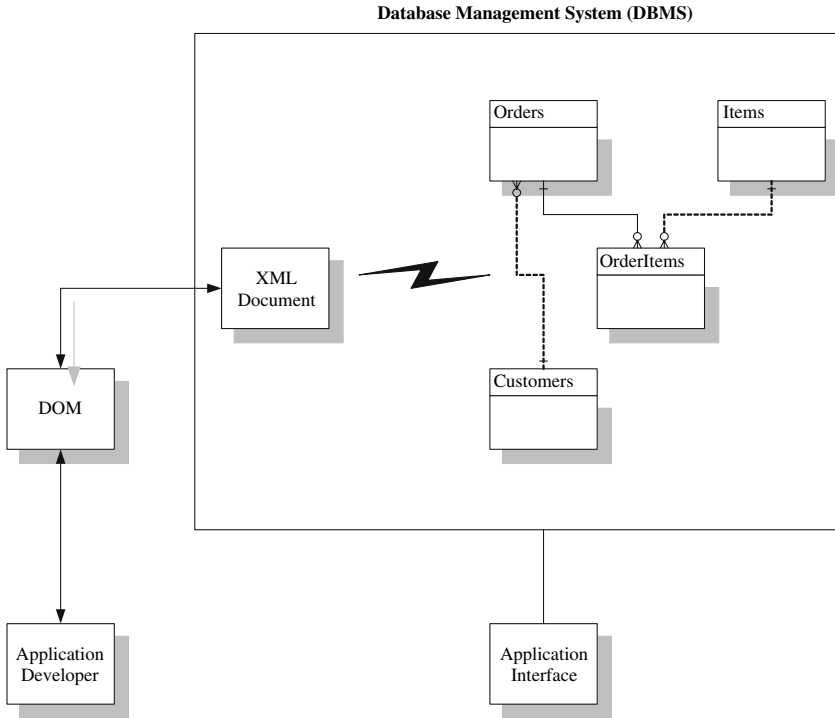 Database Management System (DBMS)
Orders
Items
XML
Document
OrderItems
DOM
Customers
Application
Developer
Application
Interface